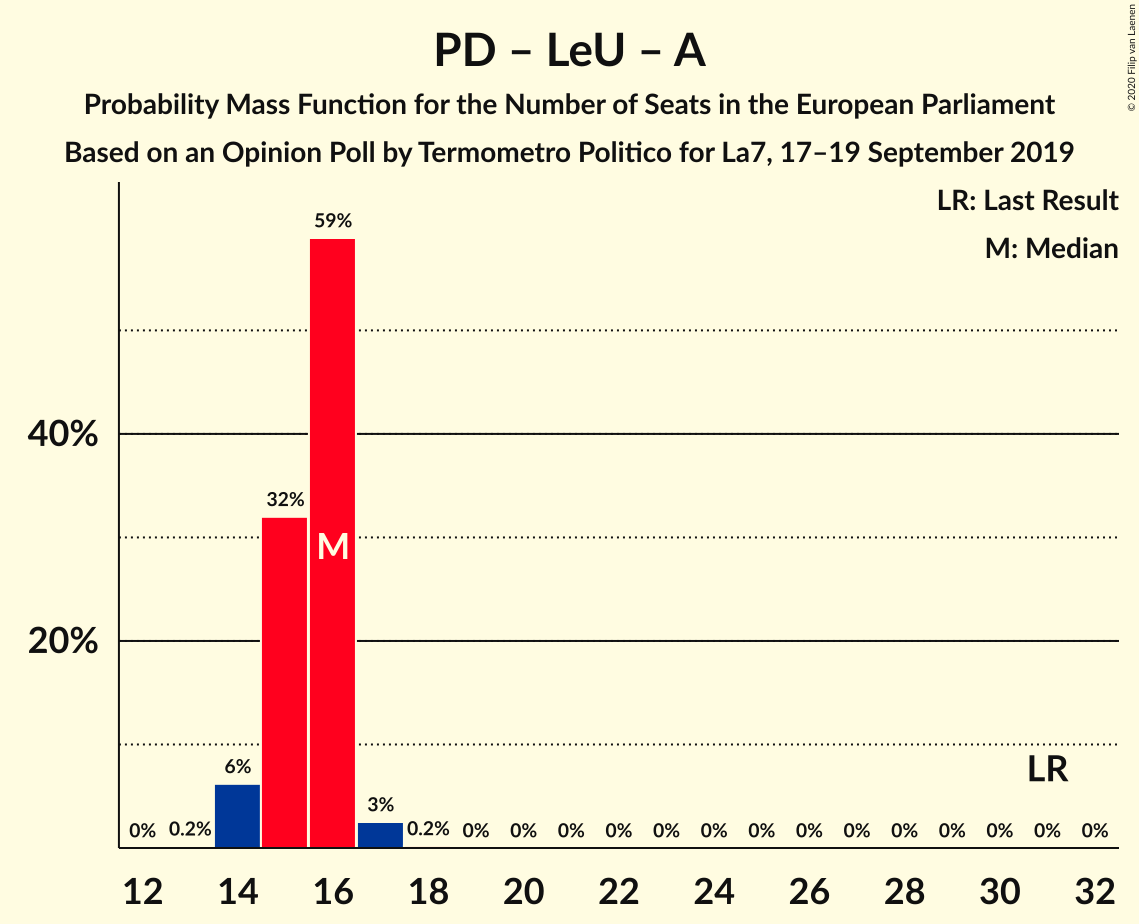 PD – LeU – A
Probability Mass Function for the Number of Seats in the European Parliament
Based on an Opinion Poll by Termometro Politico for La7, 17–19 September 2019
© 2020 Filip van Laenen
LR: Last Result
M: Median
59%
40%
32%
M
20%
6%
LR
3%
0% 0.2% 0.2% 0% 0% 0% 0% 0% 0% 0% 0% 0% 0% 0% 0% 0% 0%
12 14 16 18 20 22 24 26 28 30 32